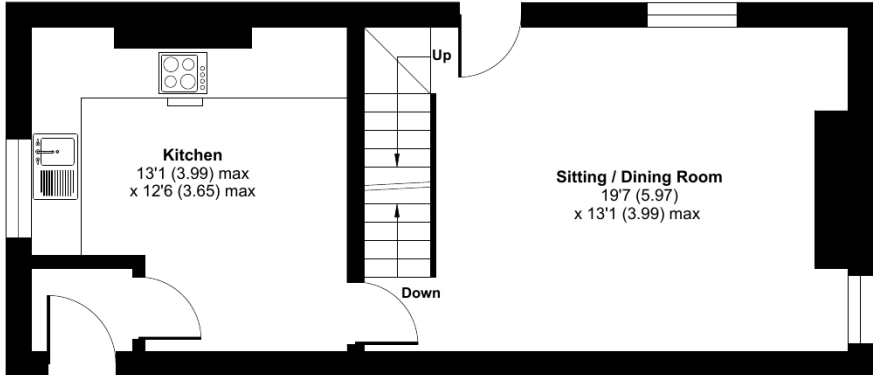 Up
Kitchen
13'1 (3.99) max
x 12'6 (3.65) max
Sitting / Dining Room
19'7 (5.97)
x 13'1 (3.99) max
Down